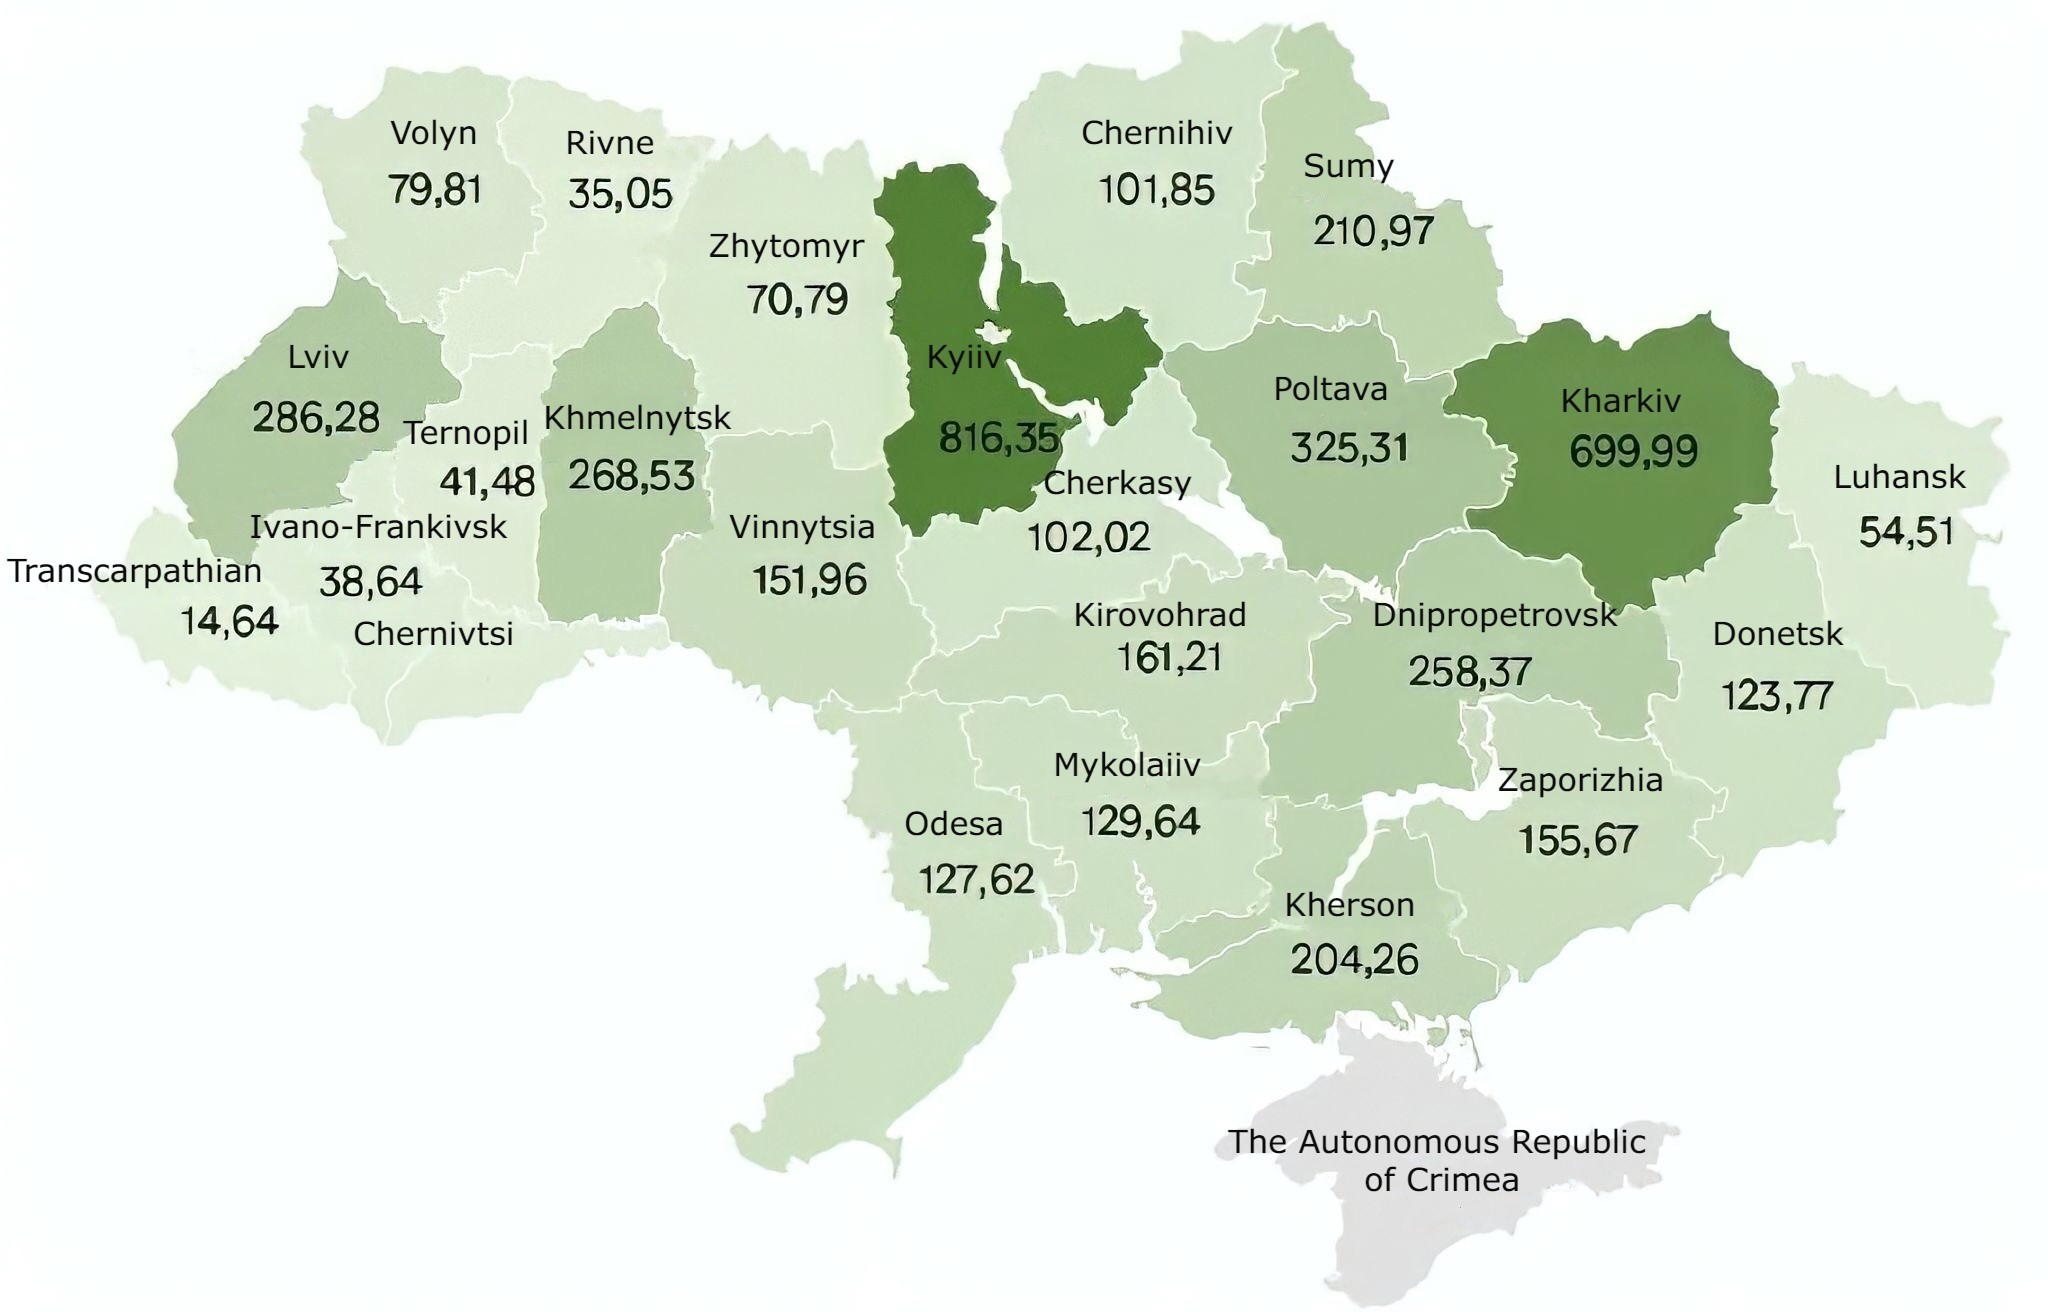 Volyn
79,81
Rivne
35,05
Zhytomyr
70,79
Chernihiv
101,85
Sumy
210,97
Lviv
286,28
Ternopil
41,48
Khmelnytsk
268,53
Kyiiv
816,35
Poltava
325,31
Kharkiv
699,99
Luhansk
54,51
Transcarpathian
14,64
Ivano-Frankivsk
38,64
Chernivtsi
Vinnytsia
151,96
Cherkasy
102,02
Kirovohrad
161,21
Dnipropetrovsk
258,37
Donetsk
123,77
Odesa
127,62
Mykolaiiv
129,64
Zaporizhia
155,67
Kherson
204,26
The Autonomous Republic
of Crimea